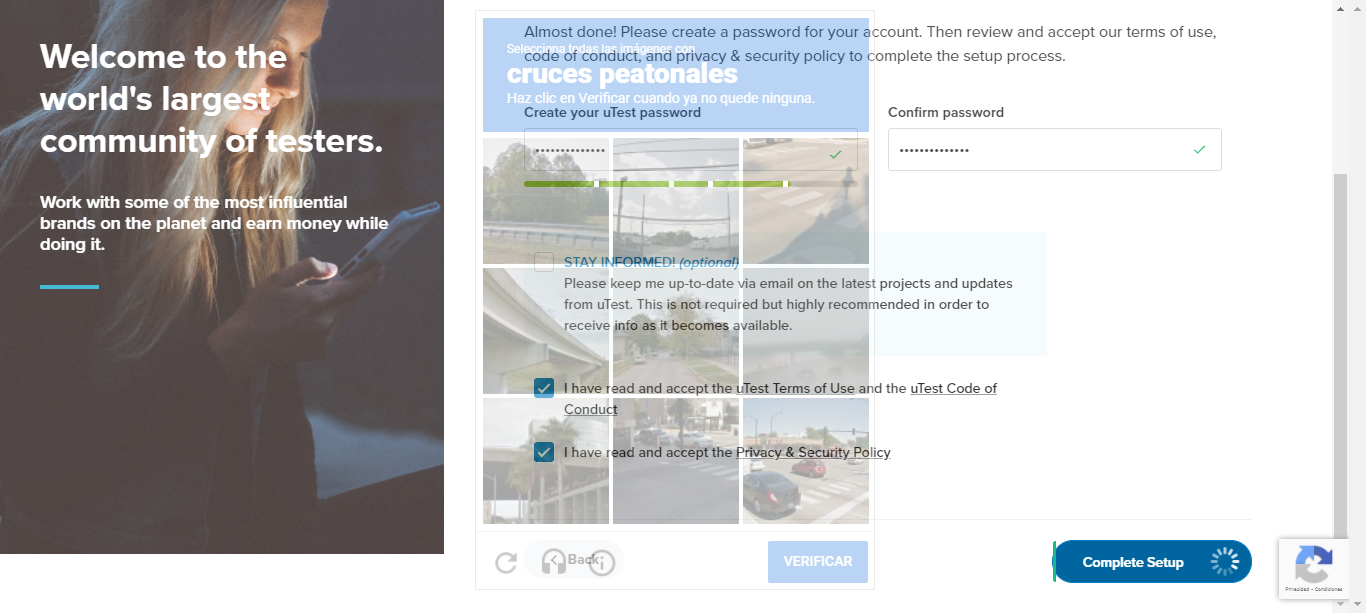 Welcome to the
world's largest
community of testers.
Work with some of the most influential
brands on the planet and earn money while
doing it.
Almost done! Please create a password for your account. Then review and accept our terms of use,
code of conduct, and privacy & security policy to complete the setup process.
Selecciona todas las imágenes con
cruces peatonales
Haz clic en Verificar cuando ya no quede ninguna.
Create your uTest password
Confirm password
STAY INFORMED! (optional)
Please keep me up-to-date via email on the latest projects and updates
from uTest. This is not required but highly recommended in order to
receive info as it becomes available.
I have read and accept the uTest Terms of Use and the uTest Code of
Conduct
I have read and accept the Privacy & Security Policy
Back
VERIFICAR
Complete Setup
Privacidad - Condiciones